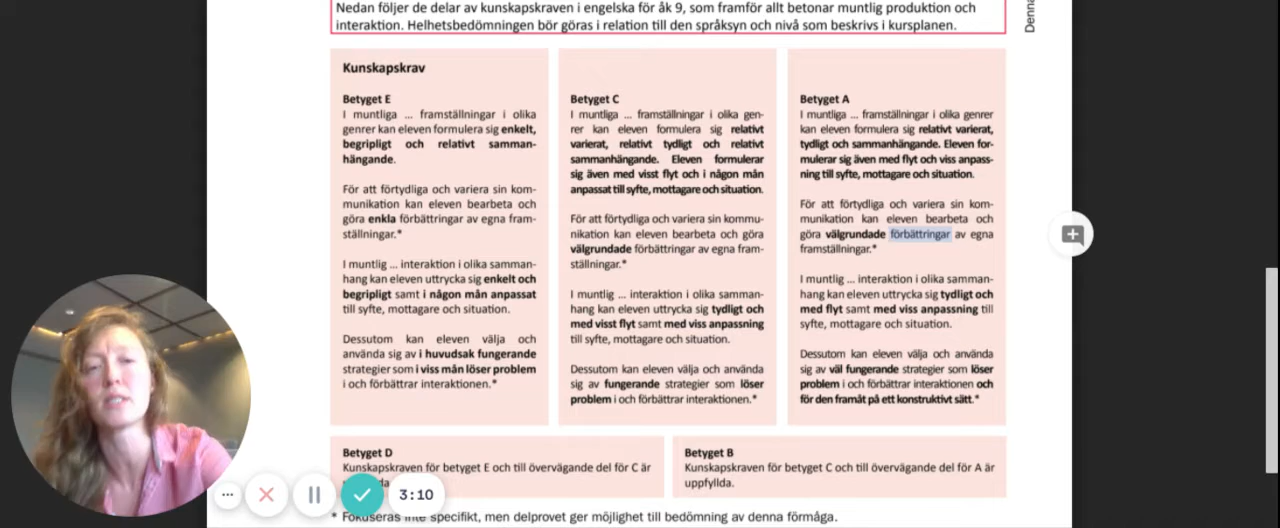 Nedan följer de delar av kunskapskraven i engelska för åk 9, som framför allt betonar muntlig produktion och
interaktion. Helhetsbedömningen bör göras i relation till den språksyn och nivå som beskrivs i kursplanen.
Denna
Kunskapskrav
Betyget E
I muntliga ... framställningar i olika
genrer kan eleven formulera sig enkelt,
begripligt och relativt samman-
hängande.
För att förtydliga och variera sin kom-
munikation kan eleven bearbeta och
göra enkla förbättringar av egna fram-
ställningar.*
I muntlig ... interaktion i olika samman-
hang kan eleven uttrycka sig enkelt och
begripligt samt i någon mån anpassat
till syfte, mottagare och situation.
Dessutom kan eleven välja och
använda sig av i huvudsak fungerande
strategier som i viss mån löser problem
i och förbättrar interaktionen.*
Betyget C
I muntliga ... framställningar i olika gen-
rer kan eleven formulera sig relativt
varierat, relativt tydligt och relativt
sammanhängande. Eleven formulerar
sig även med visst flyt och i någon mån
anpassat till syfte, mottagare och situation.
För att förtydliga och variera sin kommu-
nikation kan eleven bearbeta och göra
välgrundade förbättringar av egna fram-
ställningar.*
I muntlig ... interaktion i olika samman-
hang kan eleven uttrycka sig tydligt och
med visst flyt samt med viss anpassning
till syfte, mottagare och situation.
Dessutom kan eleven välja och använda
sig av fungerande strategier som löser
problem i och förbättrar interaktionen.*
Betyget A
I muntliga ... framställningar i olika genrer
kan eleven formulera sig relativt varierat,
tydligt och sammanhängande. Eleven for-
mulerar sig även med flyt och viss anpass-
ning till syfte, mottagare och situation.
För att förtydliga och variera sin kom-
munikation kan eleven bearbeta och
göra välgrundade förbättringar av egna
framställningar.*
I muntlig ... interaktion i olika samman-
hang kan eleven uttrycka sig tydligt och
med flyt samt med viss anpassning till
syfte, mottagare och situation.
Dessutom kan eleven välja och använda
sig av väl fungerande strategier som löser
problem i och förbättrar interaktionen och
för den framåt på ett konstruktivt sätt.*
Betyget D
Kunskapskraven för betyget E och till övervägande del för C är
Betyget B
Kunskapskraven för betyget C och till övervägande del för A är
uppfyllda.
3:10
* Fokuseras inte specifikt, men delprovet ger möjlighet till bedömning av denna förmåga.